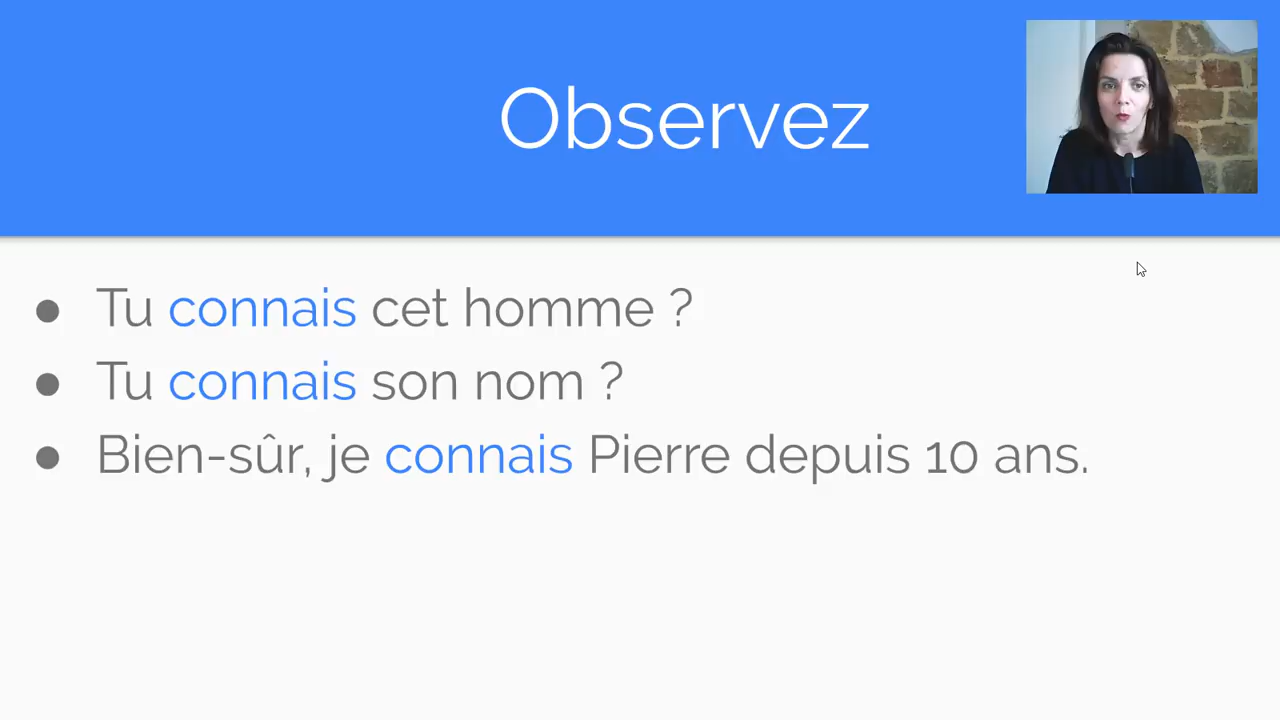 Observez
● Tu connais cet homme ?
● Tu connais son nom ?
● Bien-sûr, je connais Pierre depuis 10 ans.